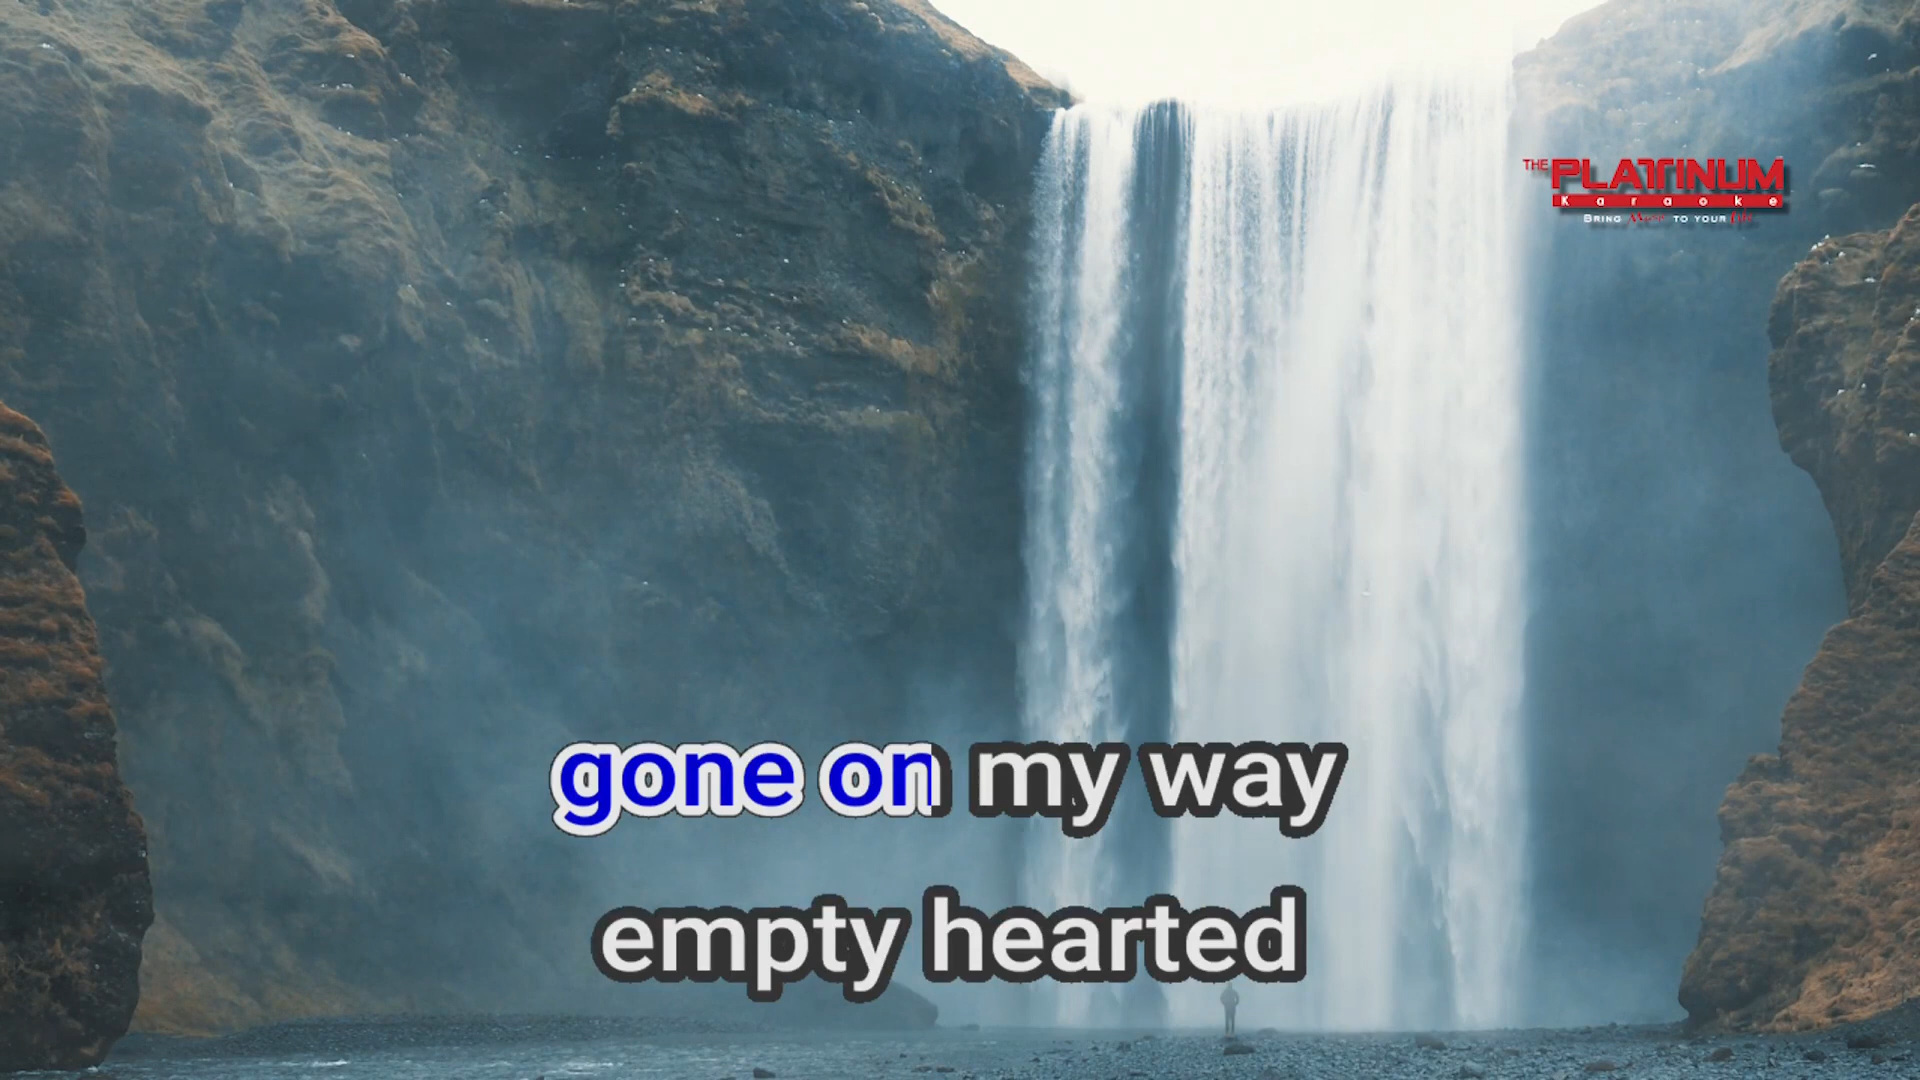 THE PLATINUM
Karaoke
BRING Music TO YOUR Life
gone on my way
empty hearted